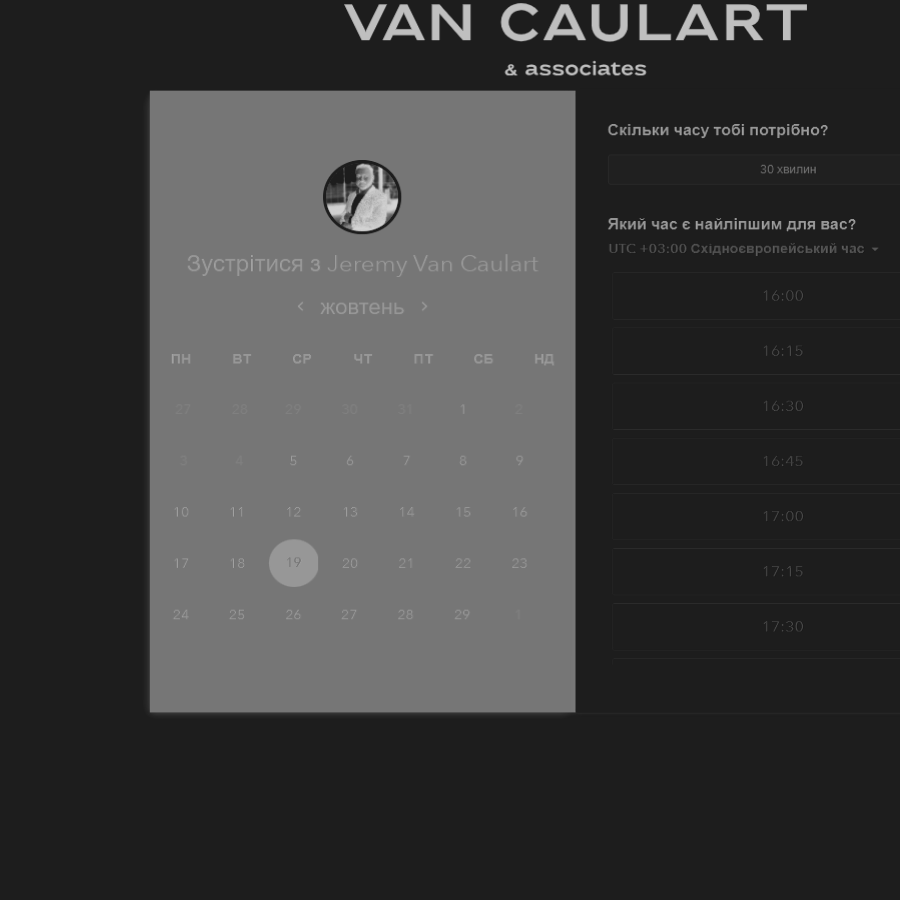 VAN CAULART
& associates
Зустрітися з Jeremy Van Caulart
жовтень
ПН ВТ СР ЧТ ПТ СБ НД
27 28 29 30 31 1 2
3 4 5 6 7 8 9
10 11 12 13 14 15 16
17 18 19 20 21 22 23
24 25 26 27 28 29 1
Скільки часу тобі потрібно?
30 хвилин
Який час є найліпшим для вас?
UTC +03:00 Східноєвропейський час
16:00
16:15
16:30
16:45
17:00
17:15
17:30